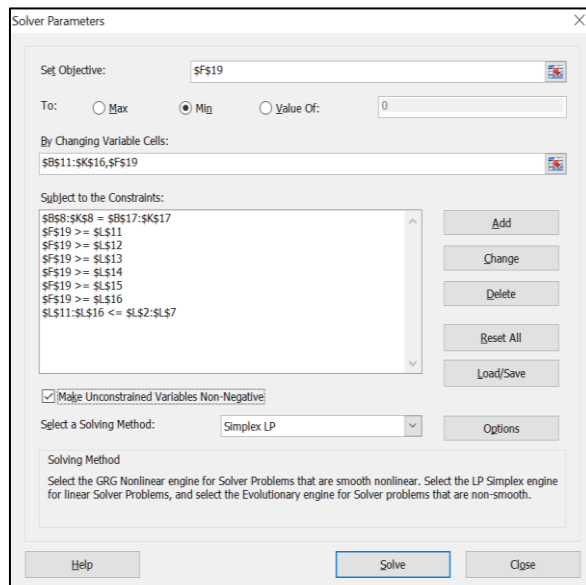 Solver Parameters
Set Objective: $F$19
To: Max Min Value Of: 0
By Changing Variable Cells:
$B$11:$K$16,$F$19
Subject to the Constraints:
$B$8:$K$8 = $B$17:$K$17
$F$19 >= $L$11
$F$19 >= $L$12
$F$19 >= $L$13
$F$19 >= $L$14
$F$19 >= $L$15
$F$19 >= $L$16
$L$11:$L$16 <= $L$2:$L$7
Add
Change
Delete
Reset All
Load/Save
Make Unconstrained Variables Non-Negative
Select a Solving Method: Simplex LP Options
Solving Method
Select the GRG Nonlinear engine for Solver Problems that are smooth nonlinear. Select the LP Simplex engine
for linear Solver Problems, and select the Evolutionary engine for Solver problems that are non-smooth.
Help Solve Close